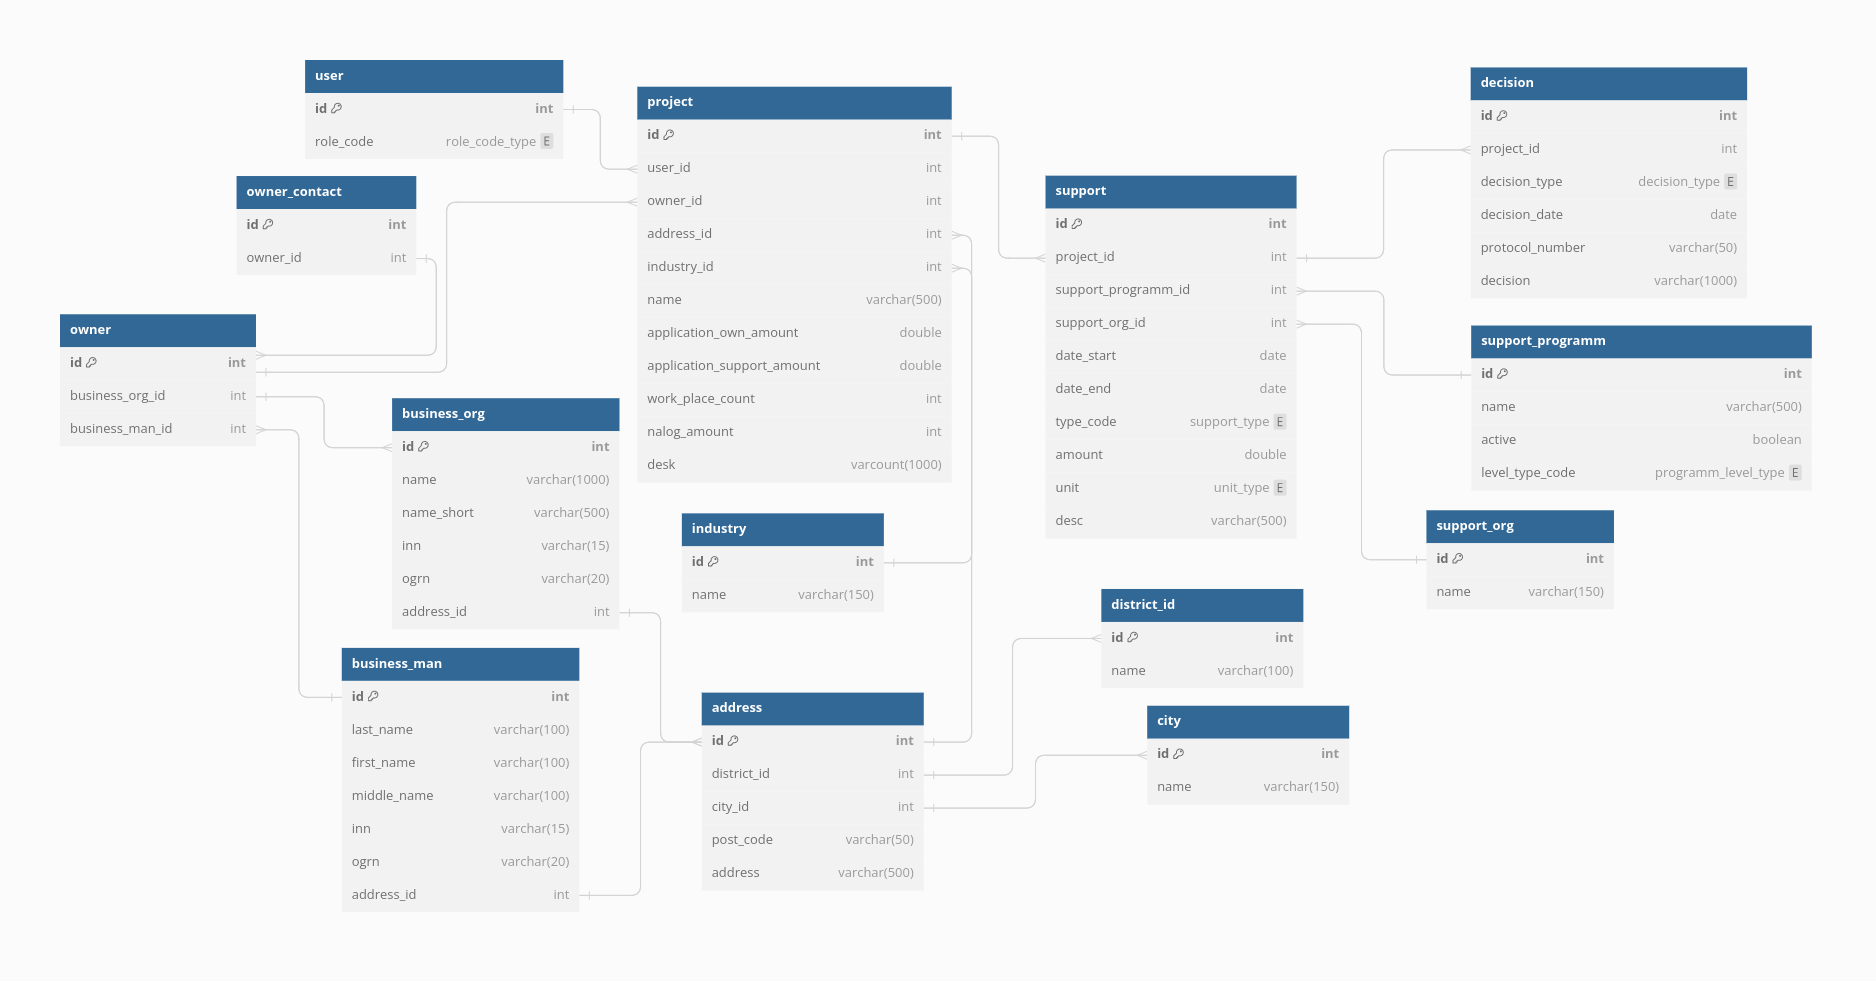 user
id int
role_code role_code_type E
owner_contact
id int
owner_id int
owner
id int
business_org_id int
business_man_id int
project
id int
user_id int
owner_id int
address_id int
industry_id int
name varchar(500)
application_own_amount double
application_support_amount double
work_place_count int
nalog_amount int
desk varcount(1000)
business_org
id int
name varchar(1000)
name_short varchar(500)
inn varchar(15)
ogrn varchar(20)
address_id int
business_man
id int
last_name varchar(100)
first_name varchar(100)
middle_name varchar(100)
inn varchar(15)
ogrn varchar(20)
address_id int
industry
id int
name varchar(150)
address
id int
district_id int
city_id int
post_code varchar(50)
address varchar(500)
support
id int
project_id int
support_programm_id int
support_org_id int
date_start date
date_end date
type_code support_type E
amount double
unit unit_type E
desc varchar(500)
district_id
id int
name varchar(100)
city
id int
name varchar(150)
decision
id int
project_id int
decision_type decision_type E
decision_date date
protocol_number varchar(50)
decision varchar(1000)
support_programm
id int
name varchar(500)
active boolean
level_type_code programm_level_type E
support_org
id int
name varchar(150)